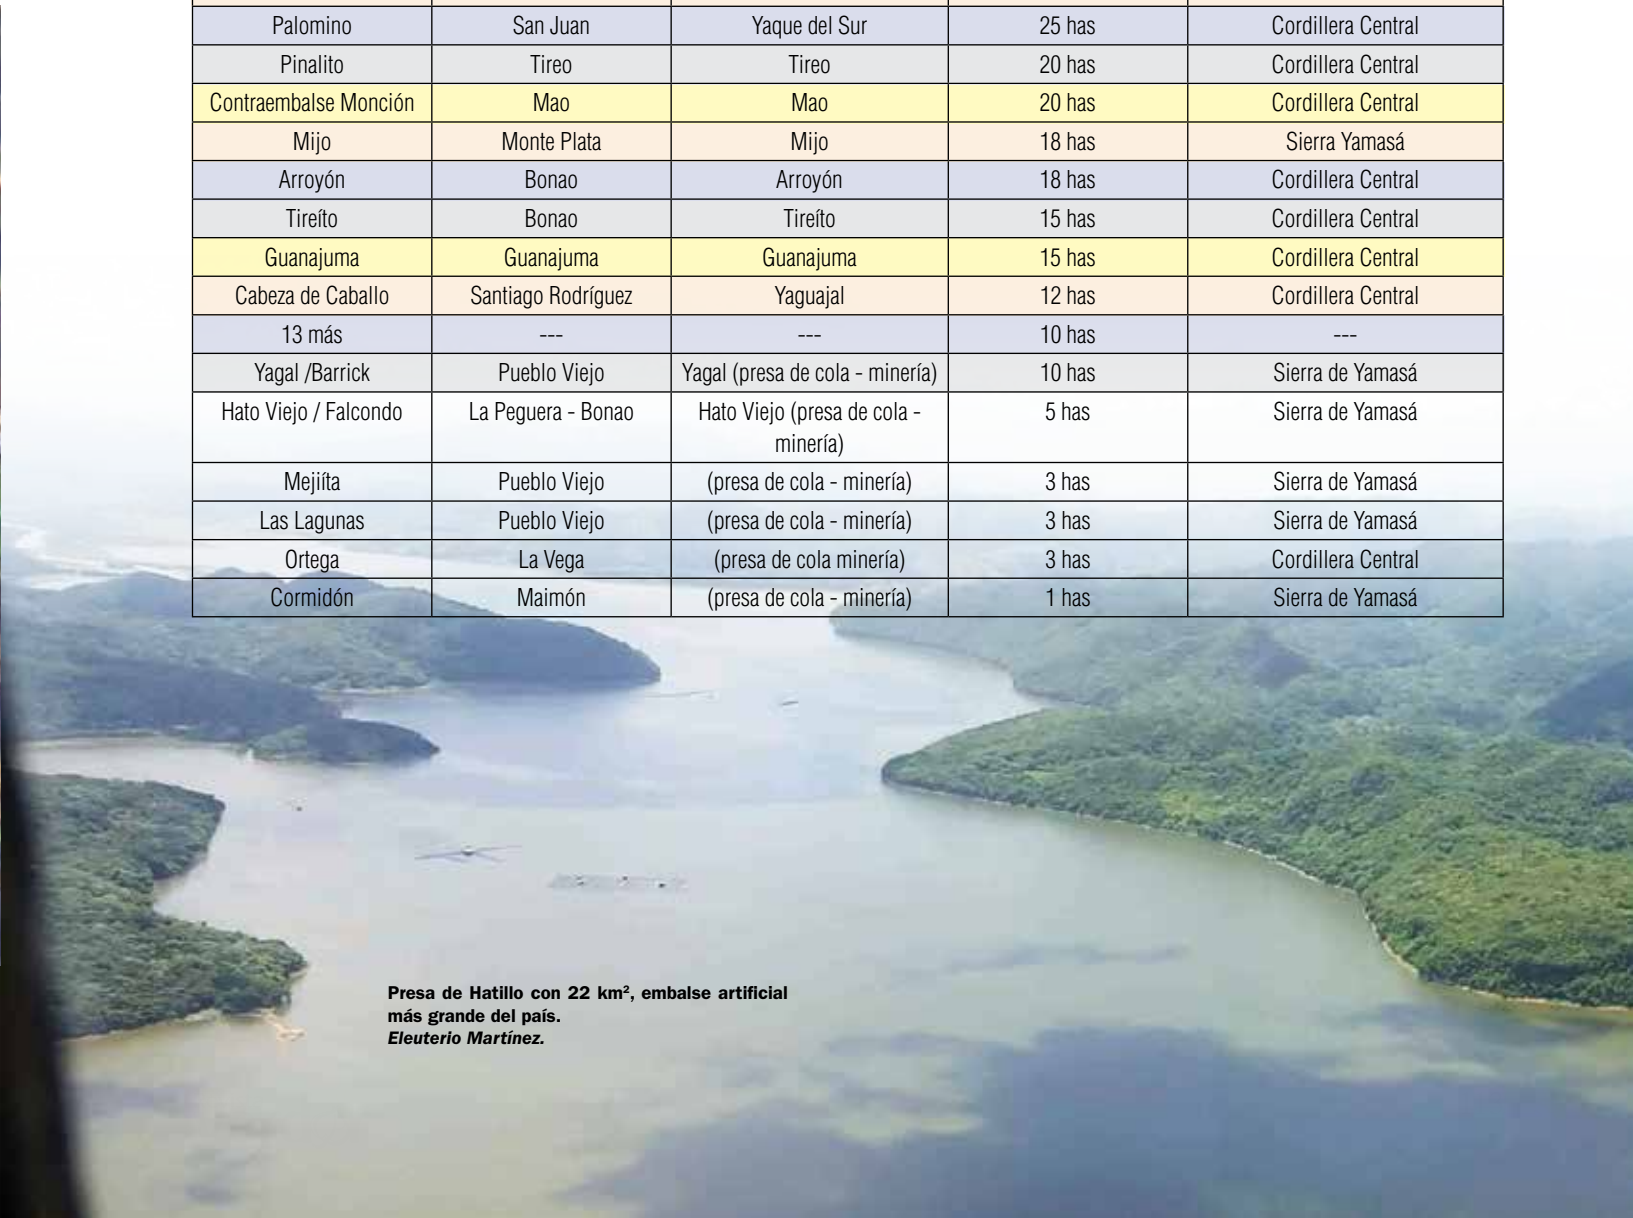 Palomino San Juan Yaque del Sur 25 has Cordillera Central
Pinalito Tireo Tireo 20 has Cordillera Central
Contraembalse Monción Mao Mao 20 has Cordillera Central
Mijo Monte Plata Mijo 18 has Sierra Yamasá
Arroyón Bonao Arroyón 18 has Cordillera Central
Tireíto Bonao Tireíto 15 has Cordillera Central
Guanajuma Guanajuma Guanajuma 15 has Cordillera Central
Cabeza de Caballo Santiago Rodríguez Yaguajal 12 has Cordillera Central
13 más --- --- 10 has ---
Yagal /Barrick Pueblo Viejo Yagal (presa de cola - minería) 10 has Sierra de Yamasá
Hato Viejo / Falcondo La Peguera - Bonao Hato Viejo (presa de cola - 5 has Sierra de Yamasá
minería)
Mejiíta Pueblo Viejo (presa de cola - minería) 3 has Sierra de Yamasá
Las Lagunas Pueblo Viejo (presa de cola - minería) 3 has Sierra de Yamasá
Ortega La Vega (presa de cola minería) 3 has Cordillera Central
Cormidón Maimón (presa de cola - minería) 1 has Sierra de Yamasá
Presa de Hatillo con 22 km², embalse artificial
más grande del país.
Eleuterio Martínez.